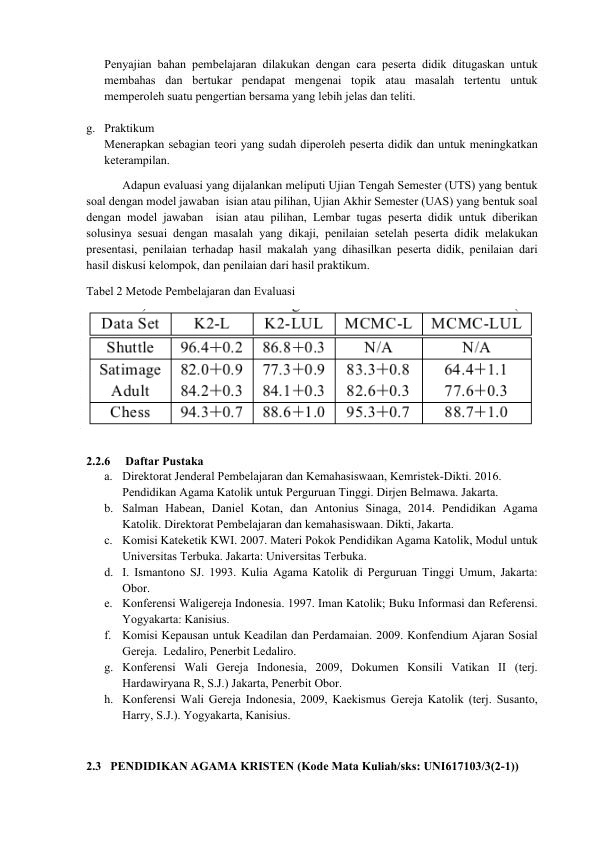 Penyajian bahan pembelajaran dilakukan dengan cara peserta didik ditugaskan untuk
membahas dan bertukar pendapat mengenai topik atau masalah tertentu untuk
memperoleh suatu pengertian bersama yang lebih jelas dan teliti.
g. Praktikum
Menerapkan sebagian teori yang sudah diperoleh peserta didik dan untuk meningkatkan
keterampilan.
Adapun evaluasi yang dijalankan meliputi Ujian Tengah Semester (UTS) yang bentuk
soal dengan model jawaban isian atau pilihan, Ujian Akhir Semester (UAS) yang bentuk soal
dengan model jawaban isian atau pilihan, Lembar tugas peserta didik untuk diberikan
solusinya sesuai dengan masalah yang dikaji, penilaian setelah peserta didik melakukan
presentasi, penilaian terhadap hasil makalah yang dihasilkan peserta didik, penilaian dari
hasil diskusi kelompok, dan penilaian dari hasil praktikum.
Tabel 2 Metode Pembelajaran dan Evaluasi
Data Set K2-L K2-LUL MCMC-L MCMC-LUL
Shuttle 96.4+0.2 86.8+0.3 N/A N/A
Satimage 82.0+0.9 77.3+0.9 83.3+0.8 64.4+1.1
Adult 84.2+0.3 84.1+0.3 82.6+0.3 77.6+0.3
Chess 94.3+0.7 88.6+1.0 95.3+0.7 88.7+1.0
2.2.6 Daftar Pustaka
a. Direktorat Jenderal Pembelajaran dan Kemahasiswaan, Kemristek-Dikti. 2016.
Pendidikan Agama Katolik untuk Perguruan Tinggi. Dirjen Belmawa. Jakarta.
b. Salman Habean, Daniel Kotan, dan Antonius Sinaga, 2014. Pendidikan Agama
Katolik. Direktorat Pembelajaran dan kemahasiswaan. Dikti, Jakarta.
c. Komisi Kateketik KWI. 2007. Materi Pokok Pendidikan Agama Katolik, Modul untuk
Universitas Terbuka. Jakarta: Universitas Terbuka.
d. I. Ismantono SJ. 1993. Kulia Agama Katolik di Perguruan Tinggi Umum, Jakarta:
Obor.
e. Konferensi Waligereja Indonesia. 1997. Iman Katolik; Buku Informasi dan Referensi.
Yogyakarta: Kanisius.
f. Komisi Kepausan untuk Keadilan dan Perdamaian. 2009. Konfendium Ajaran Sosial
Gereja. Ledaliro, Penerbit Ledaliro.
g. Konferensi Wali Gereja Indonesia, 2009, Dokumen Konsili Vatikan II (terj.
Hardawiryana R, S.J.) Jakarta, Penerbit Obor.
h. Konferensi Wali Gereja Indonesia, 2009, Kaekismus Gereja Katolik (terj. Susanto,
Harry, S.J.). Yogyakarta, Kanisius.
2.3 PENDIDIKAN AGAMA KRISTEN (Kode Mata Kuliah/sks: UNI617103/3(2-1))